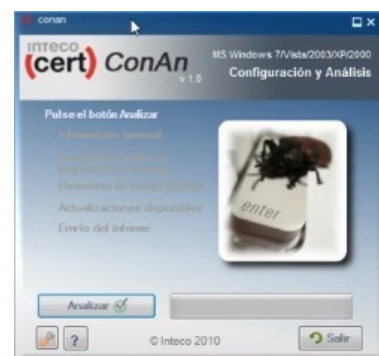 conan
inteco
(cert) ConAn
v 1.0
MS Windows 7/Vista/2003/XP/2000
Configuración y Análisis
Pulse el botón Analizar
Información general
Elementos de riesgo
Actualizaciones disponibles
Envío del informe
enter
Analizar
?
© Inteco 2010
Salir